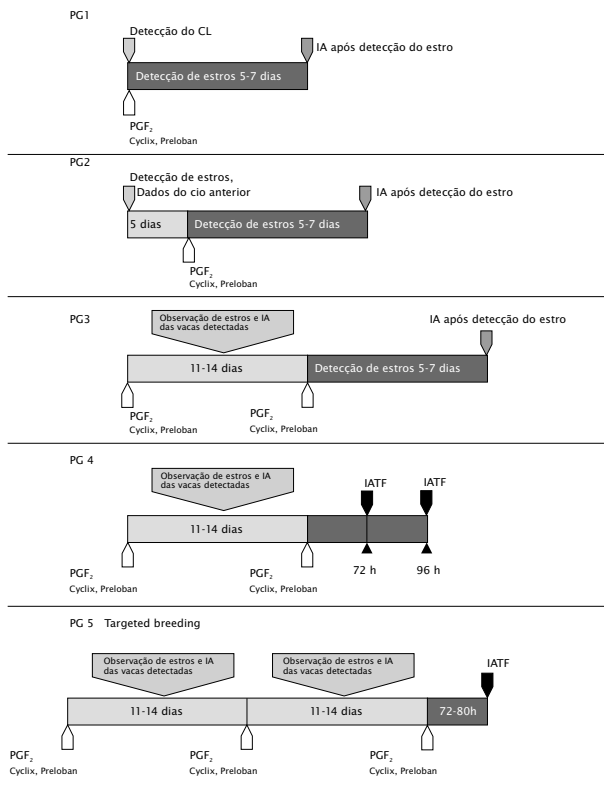 PG1
Detecção do CL
IA após detecção do estro
Detecção de estros 5-7 dias
PGF₂
Cyclix, Preloban
PG2
Detecção de estros,
Dados do cio anterior
IA após detecção do estro
5 dias
Detecção de estros 5-7 dias
PGF₂
Cyclix, Preloban
PG3
Observação de estros e IA
das vacas detectadas
IA após detecção do estro
11-14 dias
Detecção de estros 5-7 dias
PGF₂
Cyclix, Preloban
PGF₂
Cyclix, Preloban
PG 4
Observação de estros e IA
das vacas detectadas
IATF
IATF
11-14 dias
72 h
96 h
PGF₂
Cyclix, Preloban
PGF₂
Cyclix, Preloban
PG 5 Targeted breeding
Observação de estros e IA
das vacas detectadas
Observação de estros e IA
das vacas detectadas
IATF
11-14 dias
11-14 dias
72-80h
PGF₂
Cyclix, Preloban
PGF₂
Cyclix, Preloban
PGF₂
Cyclix, Preloban